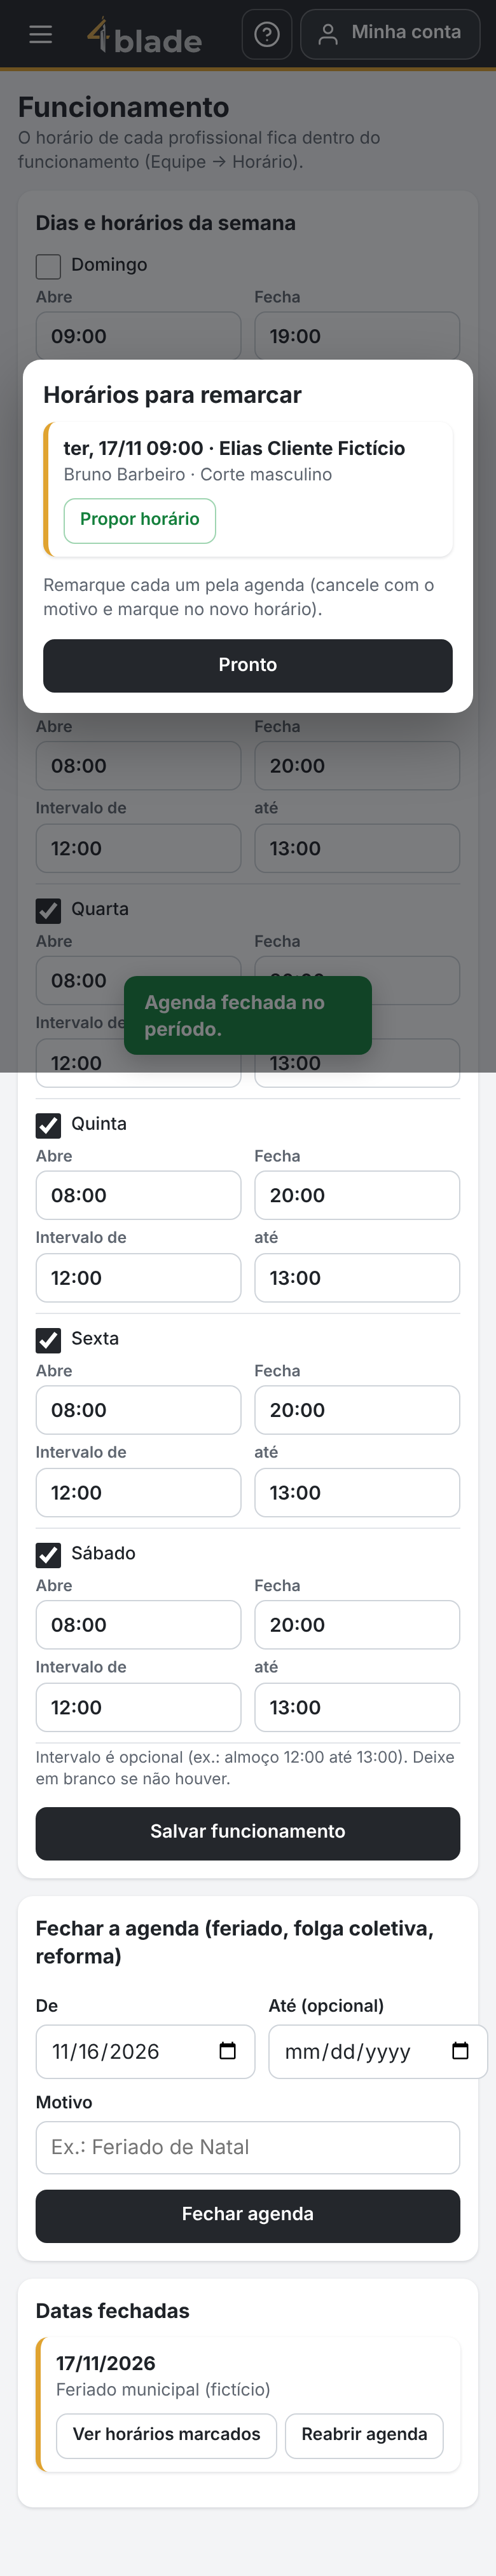 4blade
Minha conta
Funcionamento
O horário de cada profissional fica dentro do
funcionamento (Equipe → Horário).
Dias e horários da semana
Domingo
Abre Fecha
09:00 19:00
Horários para remarcar
ter, 17/11 09:00 · Elias Cliente Fictício
Bruno Barbeiro · Corte masculino
Propor horário
Remarque cada um pela agenda (cancele com o
motivo e marque no novo horário).
Pronto
Abre Fecha
08:00 20:00
Intervalo de até
12:00 13:00
Quarta
Abre Fecha
08:00
Agenda fechada no
período.
Intervalo de
12:00 13:00
Quinta
Abre Fecha
08:00 20:00
Intervalo de até
12:00 13:00
Sexta
Abre Fecha
08:00 20:00
Intervalo de até
12:00 13:00
Sábado
Abre Fecha
08:00 20:00
Intervalo de até
12:00 13:00
Intervalo é opcional (ex.: almoço 12:00 até 13:00). Deixe
em branco se não houver.
Salvar funcionamento
Fechar a agenda (feriado, folga coletiva,
reforma)
De Até (opcional)
11/16/2026 mm/dd/yyyy
Motivo
Ex.: Feriado de Natal
Fechar agenda
Datas fechadas
17/11/2026
Feriado municipal (fictício)
Ver horários marcados Reabrir agenda